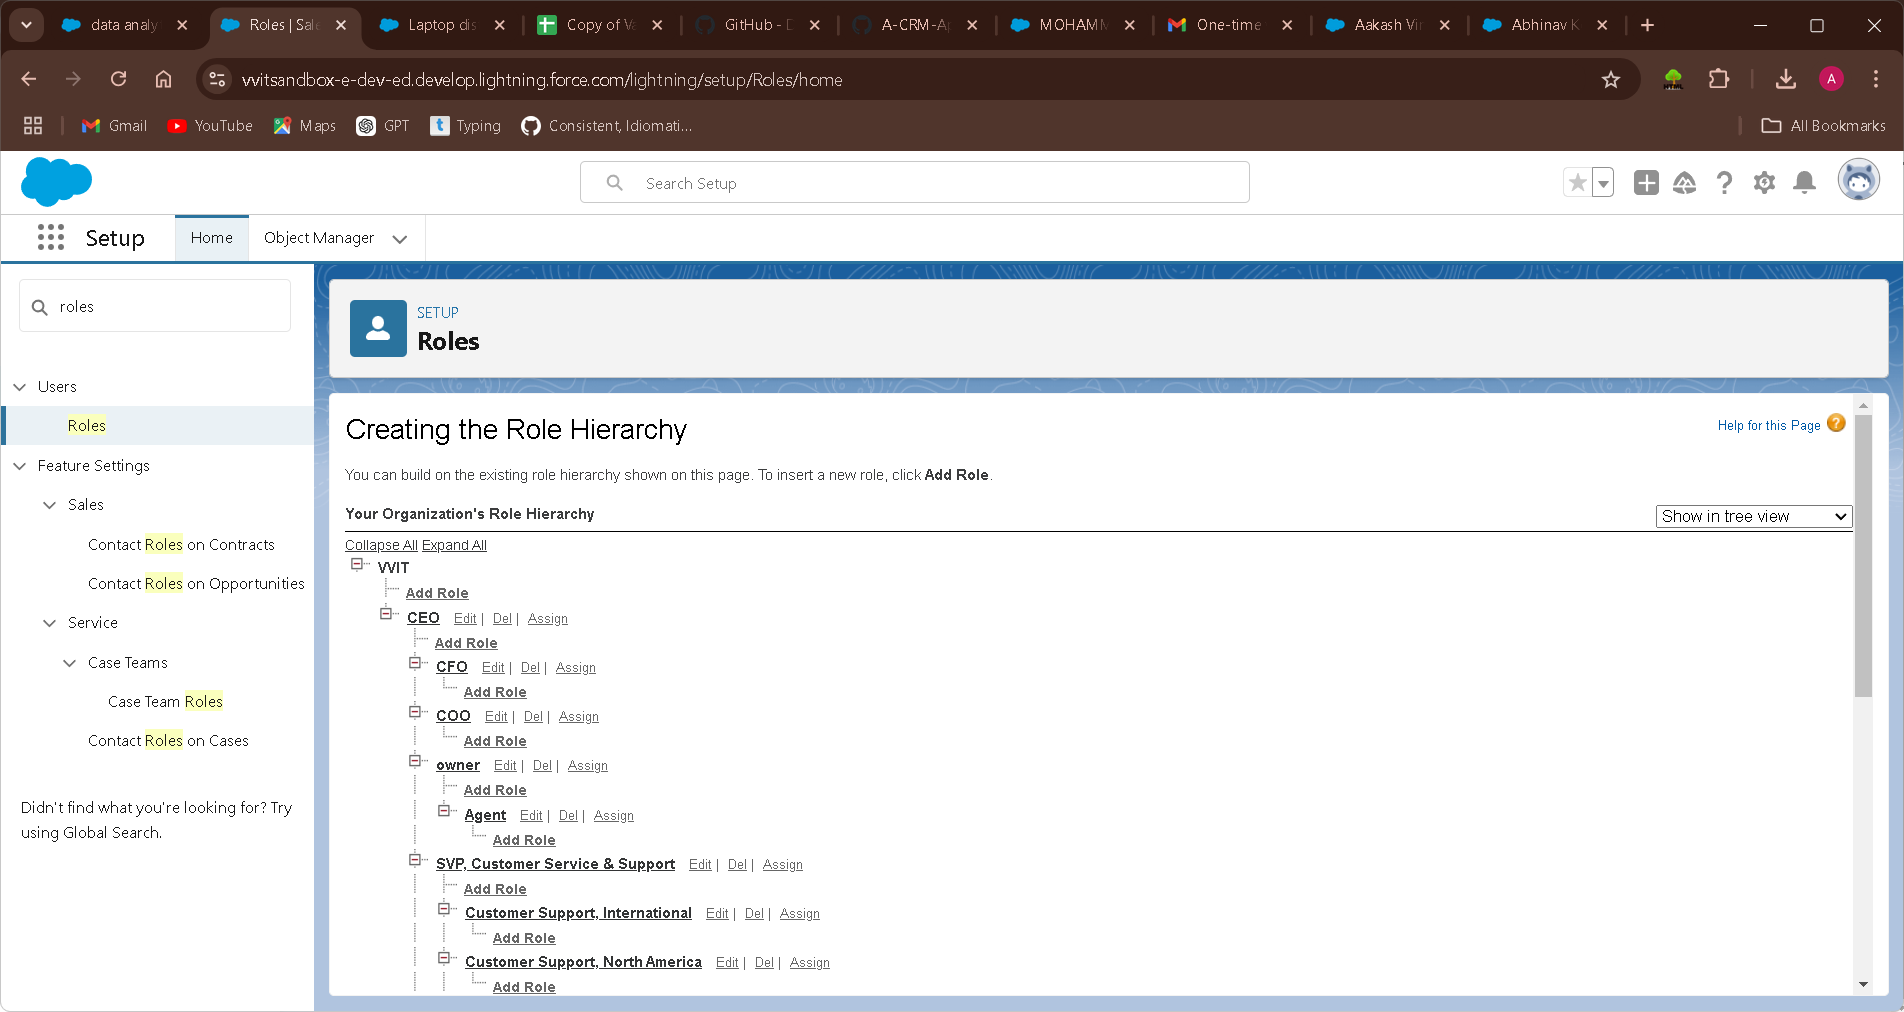 data analy
Roles | Sale
Laptop dis
Copy of Va
GitHub - D
A-CRM-Ap
MOHAMM
One-time
Aakash Vir
Abhinav K
vvitsandbox-e-dev-ed.develop.lightning.force.com/lightning/setup/Roles/home
A
Gmail
YouTube
Maps
GPT
Typing
Consistent, Idiomati...
All Bookmarks
Search Setup
Setup
Home
Object Manager
roles
Users
Roles
Feature Settings
Sales
Contact Roles on Contracts
Contact Roles on Opportunities
Service
Case Teams
Case Team Roles
Contact Roles on Cases
Didn't find what you're looking for? Try
using Global Search.
SETUP
Roles
Creating the Role Hierarchy
Help for this Page ?
You can build on the existing role hierarchy shown on this page. To insert a new role, click Add Role.
Your Organization's Role Hierarchy
Show in tree view
Collapse All Expand All
VVIT
Add Role
CEO Edit | Del | Assign
Add Role
CFO Edit | Del | Assign
Add Role
COO Edit | Del | Assign
Add Role
owner Edit | Del | Assign
Add Role
Agent Edit | Del | Assign
Add Role
SVP, Customer Service & Support Edit | Del | Assign
Add Role
Customer Support, International Edit | Del | Assign
Add Role
Customer Support, North America Edit | Del | Assign
Add Role